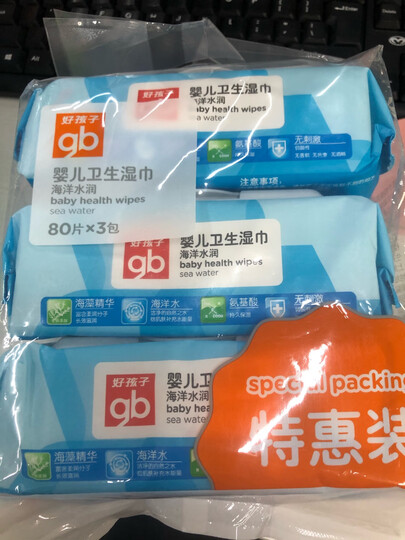 好孩子
婴儿卫生湿巾
海洋水润
baby health wipes
sea water
氨基酸
无刺激
注意事项:
好孩子
gb
婴儿卫生湿巾
海洋水润
baby health wipes
sea water
80片×3包
好孩子
gb
婴儿卫生湿巾
海洋水润
baby health wipes
sea water
海藻精华
海洋水
氨基酸
无刺激
special packing
特惠装
好孩子
gb
婴儿卫生湿巾
海洋水润
baby health wipes
sea water
海藻精华
海洋水